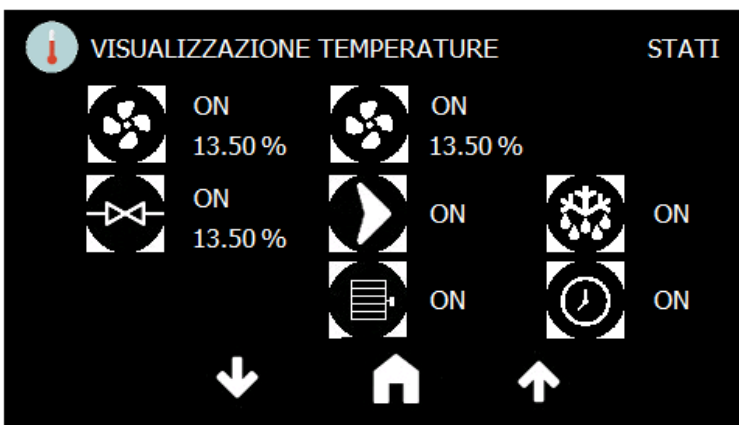 VISUALIZZAZIONE TEMPERATURE STATI
ON ON
13.50 % 13.50 %
ON
ON ON
13.50 %
ON ON